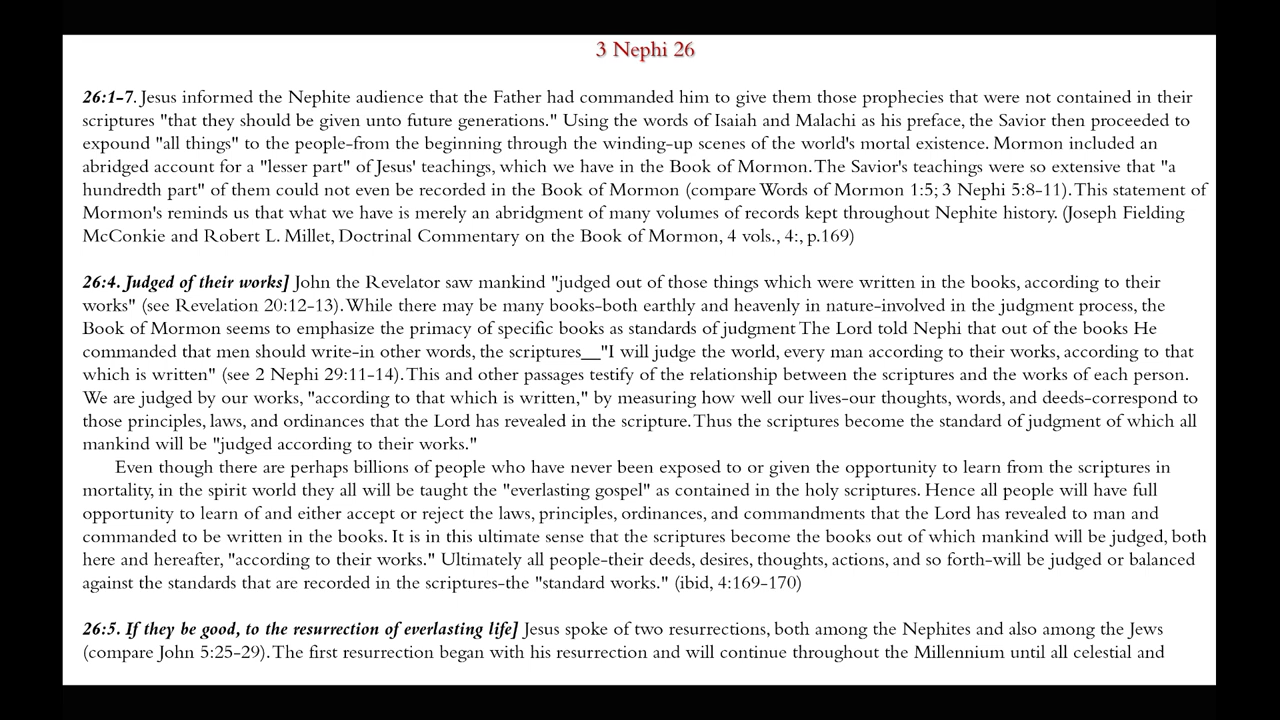 3 Nephi 26
26:1-7. Jesus informed the Nephite audience that the Father had commanded him to give them those prophecies that were not contained in their
scriptures "that they should be given unto future generations." Using the words of Isaiah and Malachi as his preface, the Savior then proceeded to
expound "all things" to the people-from the beginning through the winding-up scenes of the world's mortal existence. Mormon included an
abridged account for a "lesser part" of Jesus' teachings, which we have in the Book of Mormon. The Savior's teachings were so extensive that "a
hundredth part" of them could not even be recorded in the Book of Mormon (compare Words of Mormon 1:5; 3 Nephi 5:8-11). This statement of
Mormon's reminds us that what we have is merely an abridgment of many volumes of records kept throughout Nephite history. (Joseph Fielding
McConkie and Robert L. Millet, Doctrinal Commentary on the Book of Mormon, 4 vols., 4:, p.169)
26:4. Judged of their works] John the Revelator saw mankind "judged out of those things which were written in the books, according to their
works" (see Revelation 20:12-13). While there may be many books-both earthly and heavenly in nature-involved in the judgment process, the
Book of Mormon seems to emphasize the primacy of specific books as standards of judgment The Lord told Nephi that out of the books He
commanded that men should write-in other words, the scriptures__"I will judge the world, every man according to their works, according to that
which is written" (see 2 Nephi 29:11-14). This and other passages testify of the relationship between the scriptures and the works of each person.
We are judged by our works, "according to that which is written," by measuring how well our lives-our thoughts, words, and deeds-correspond to
those principles, laws, and ordinances that the Lord has revealed in the scripture. Thus the scriptures become the standard of judgment of which all
mankind will be "judged according to their works."
Even though there are perhaps billions of people who have never been exposed to or given the opportunity to learn from the scriptures in
mortality, in the spirit world they all will be taught the "everlasting gospel" as contained in the holy scriptures. Hence all people will have full
opportunity to learn of and either accept or reject the laws, principles, ordinances, and commandments that the Lord has revealed to man and
commanded to be written in the books. It is in this ultimate sense that the scriptures become the books out of which mankind will be judged, both
here and hereafter, "according to their works." Ultimately all people-their deeds, desires, thoughts, actions, and so forth-will be judged or balanced
against the standards that are recorded in the scriptures-the "standard works." (ibid, 4:169-170)
26:5. If they be good, to the resurrection of everlasting life] Jesus spoke of two resurrections, both among the Nephites and also among the Jews
(compare John 5:25-29). The first resurrection began with his resurrection and will continue throughout the Millennium until all celestial and